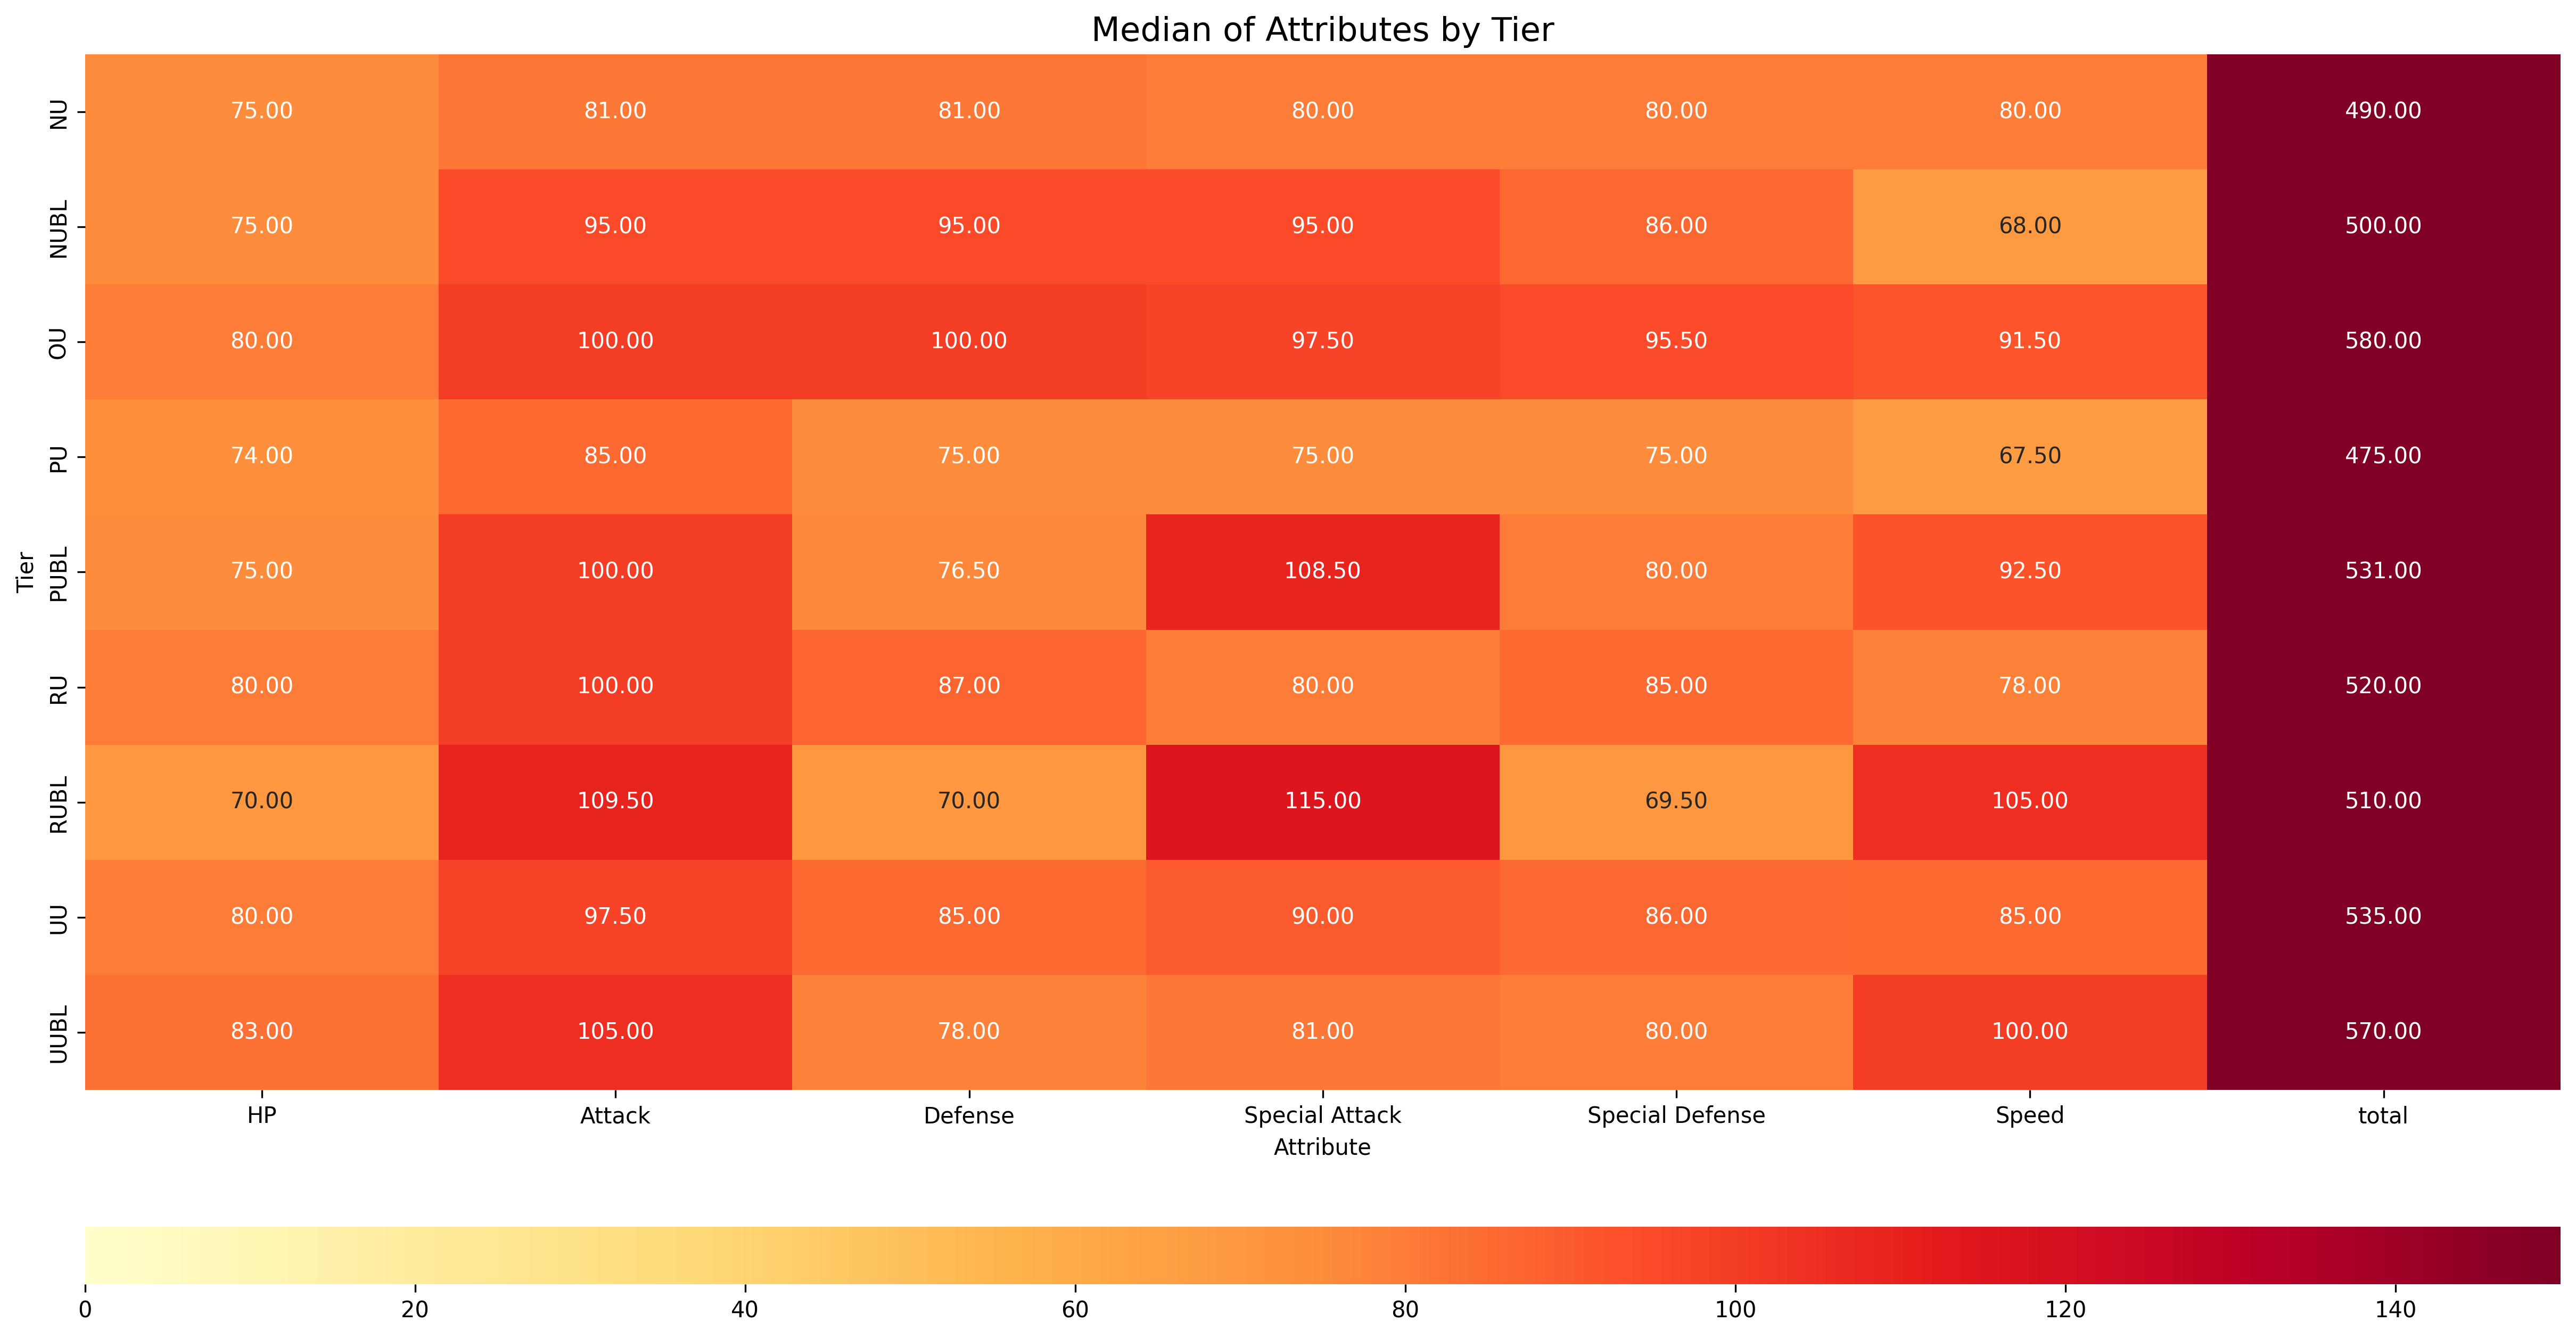 Median of Attributes by Tier
Tier
NU 75.00 81.00 81.00 80.00 80.00 80.00 490.00
NUBL 75.00 95.00 95.00 95.00 86.00 68.00 500.00
OU 80.00 100.00 100.00 97.50 95.50 91.50 580.00
PU 74.00 85.00 75.00 75.00 75.00 67.50 475.00
PUBL 75.00 100.00 76.50 108.50 80.00 92.50 531.00
RU 80.00 100.00 87.00 80.00 85.00 78.00 520.00
RUBL 70.00 109.50 70.00 115.00 69.50 105.00 510.00
UU 80.00 97.50 85.00 90.00 86.00 85.00 535.00
UUBL 83.00 105.00 78.00 81.00 80.00 100.00 570.00
HP Attack Defense Special Attack Special Defense Speed total
Attribute
0 20 40 60 80 100 120 140